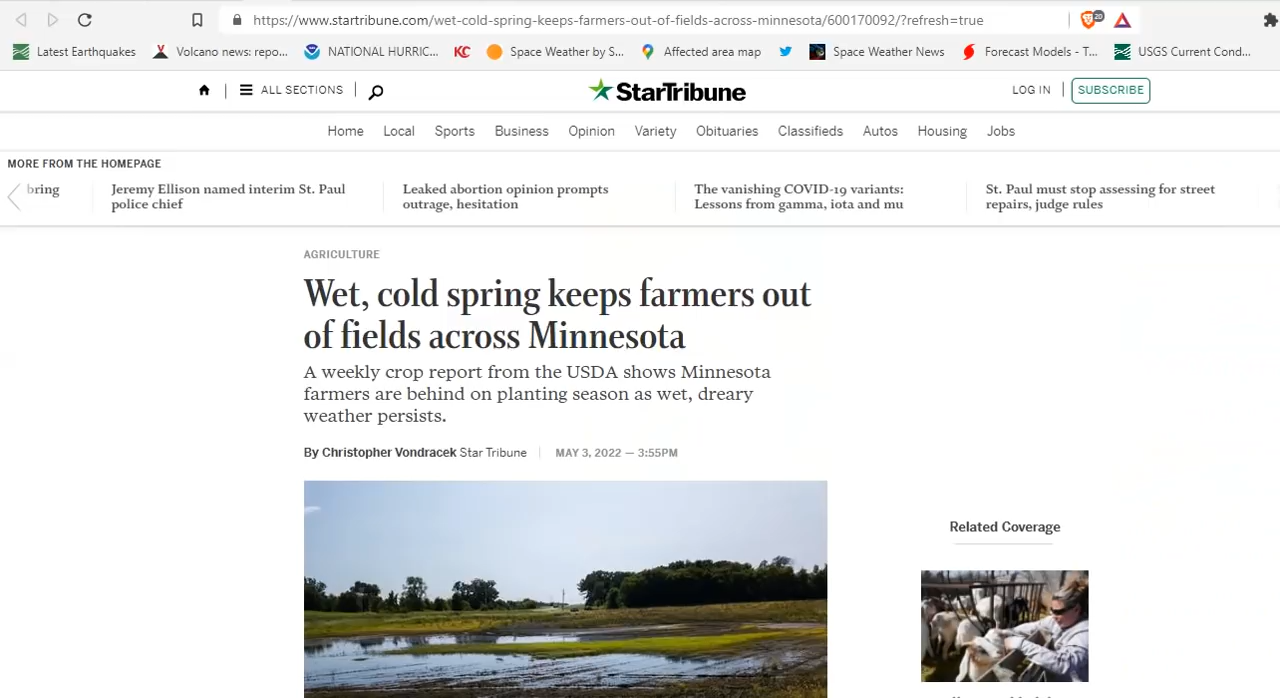 https://www.startribune.com/wet-cold-spring-keeps-farmers-out-of-fields-across-minnesota/600170092/?refresh=true
20
Latest Earthquakes Volcano news: repo... NATIONAL HURRIC... KC Space Weather by S... Affected area map Space Weather News Forecast Models - T... USGS Current Cond...
ALL SECTIONS StarTribune LOG IN SUBSCRIBE
Home Local Sports Business Opinion Variety Obituaries Classifieds Autos Housing Jobs
MORE FROM THE HOMEPAGE
bring
Jeremy Ellison named interim St. Paul
police chief
Leaked abortion opinion prompts
outrage, hesitation
The vanishing COVID-19 variants:
Lessons from gamma, iota and mu
St. Paul must stop assessing for street
repairs, judge rules
AGRICULTURE
Wet, cold spring keeps farmers out
of fields across Minnesota
A weekly crop report from the USDA shows Minnesota
farmers are behind on planting season as wet, dreary
weather persists.
By Christopher Vondracek Star Tribune MAY 3, 2022 — 3:55PM
Related Coverage